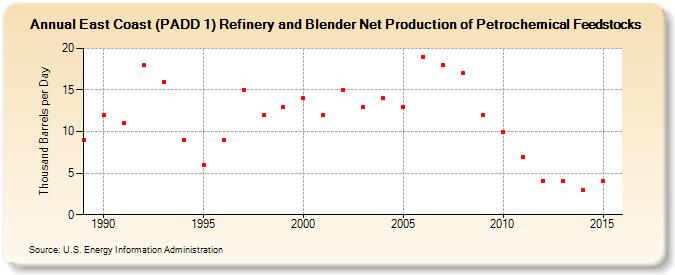 Annual East Coast (PADD 1) Refinery and Blender Net Production of Petrochemical Feedstocks
Thousand Barrels per Day
20
15
10
5
0
1990 1995 2000 2005 2010 2015
Source: U.S. Energy Information Administration